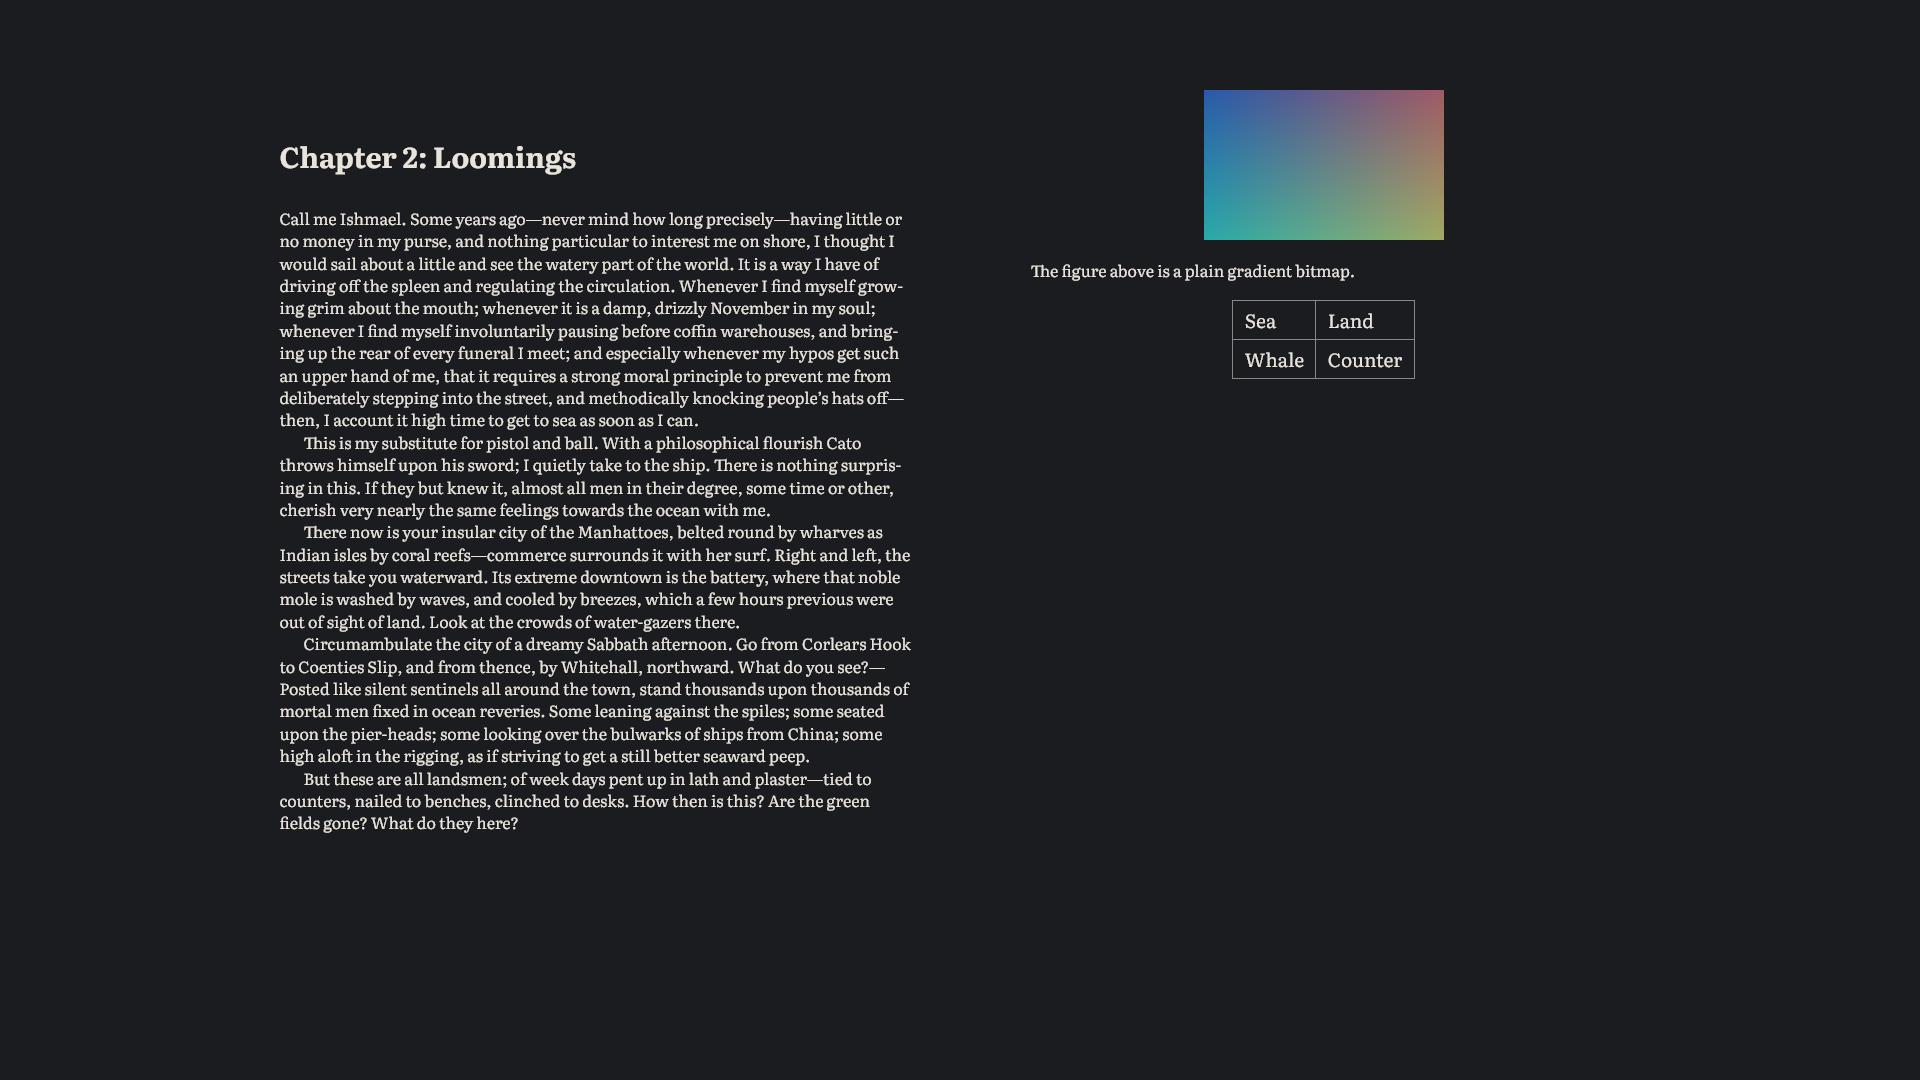 Chapter 2: Loomings
Call me Ishmael. Some years ago—never mind how long precisely—having little or
no money in my purse, and nothing particular to interest me on shore, I thought I
would sail about a little and see the watery part of the world. It is a way I have of
driving off the spleen and regulating the circulation. Whenever I find myself grow-
ing grim about the mouth; whenever it is a damp, drizzly November in my soul;
whenever I find myself involuntarily pausing before coffin warehouses, and bring-
ing up the rear of every funeral I meet; and especially whenever my hypos get such
an upper hand of me, that it requires a strong moral principle to prevent me from
deliberately stepping into the street, and methodically knocking people’s hats off—
then, I account it high time to get to sea as soon as I can.
This is my substitute for pistol and ball. With a philosophical flourish Cato
throws himself upon his sword; I quietly take to the ship. There is nothing surpris-
ing in this. If they but knew it, almost all men in their degree, some time or other,
cherish very nearly the same feelings towards the ocean with me.
There now is your insular city of the Manhattoes, belted round by wharves as
Indian isles by coral reefs—commerce surrounds it with her surf. Right and left, the
streets take you waterward. Its extreme downtown is the battery, where that noble
mole is washed by waves, and cooled by breezes, which a few hours previous were
out of sight of land. Look at the crowds of water-gazers there.
Circumambulate the city of a dreamy Sabbath afternoon. Go from Corlears Hook
to Coenties Slip, and from thence, by Whitehall, northward. What do you see?—
Posted like silent sentinels all around the town, stand thousands upon thousands of
mortal men fixed in ocean reveries. Some leaning against the spiles; some seated
upon the pier-heads; some looking over the bulwarks of ships from China; some
high aloft in the rigging, as if striving to get a still better seaward peep.
But these are all landsmen; of week days pent up in lath and plaster—tied to
counters, nailed to benches, clinched to desks. How then is this? Are the green
fields gone? What do they here?
The figure above is a plain gradient bitmap.
Sea Land
Whale Counter